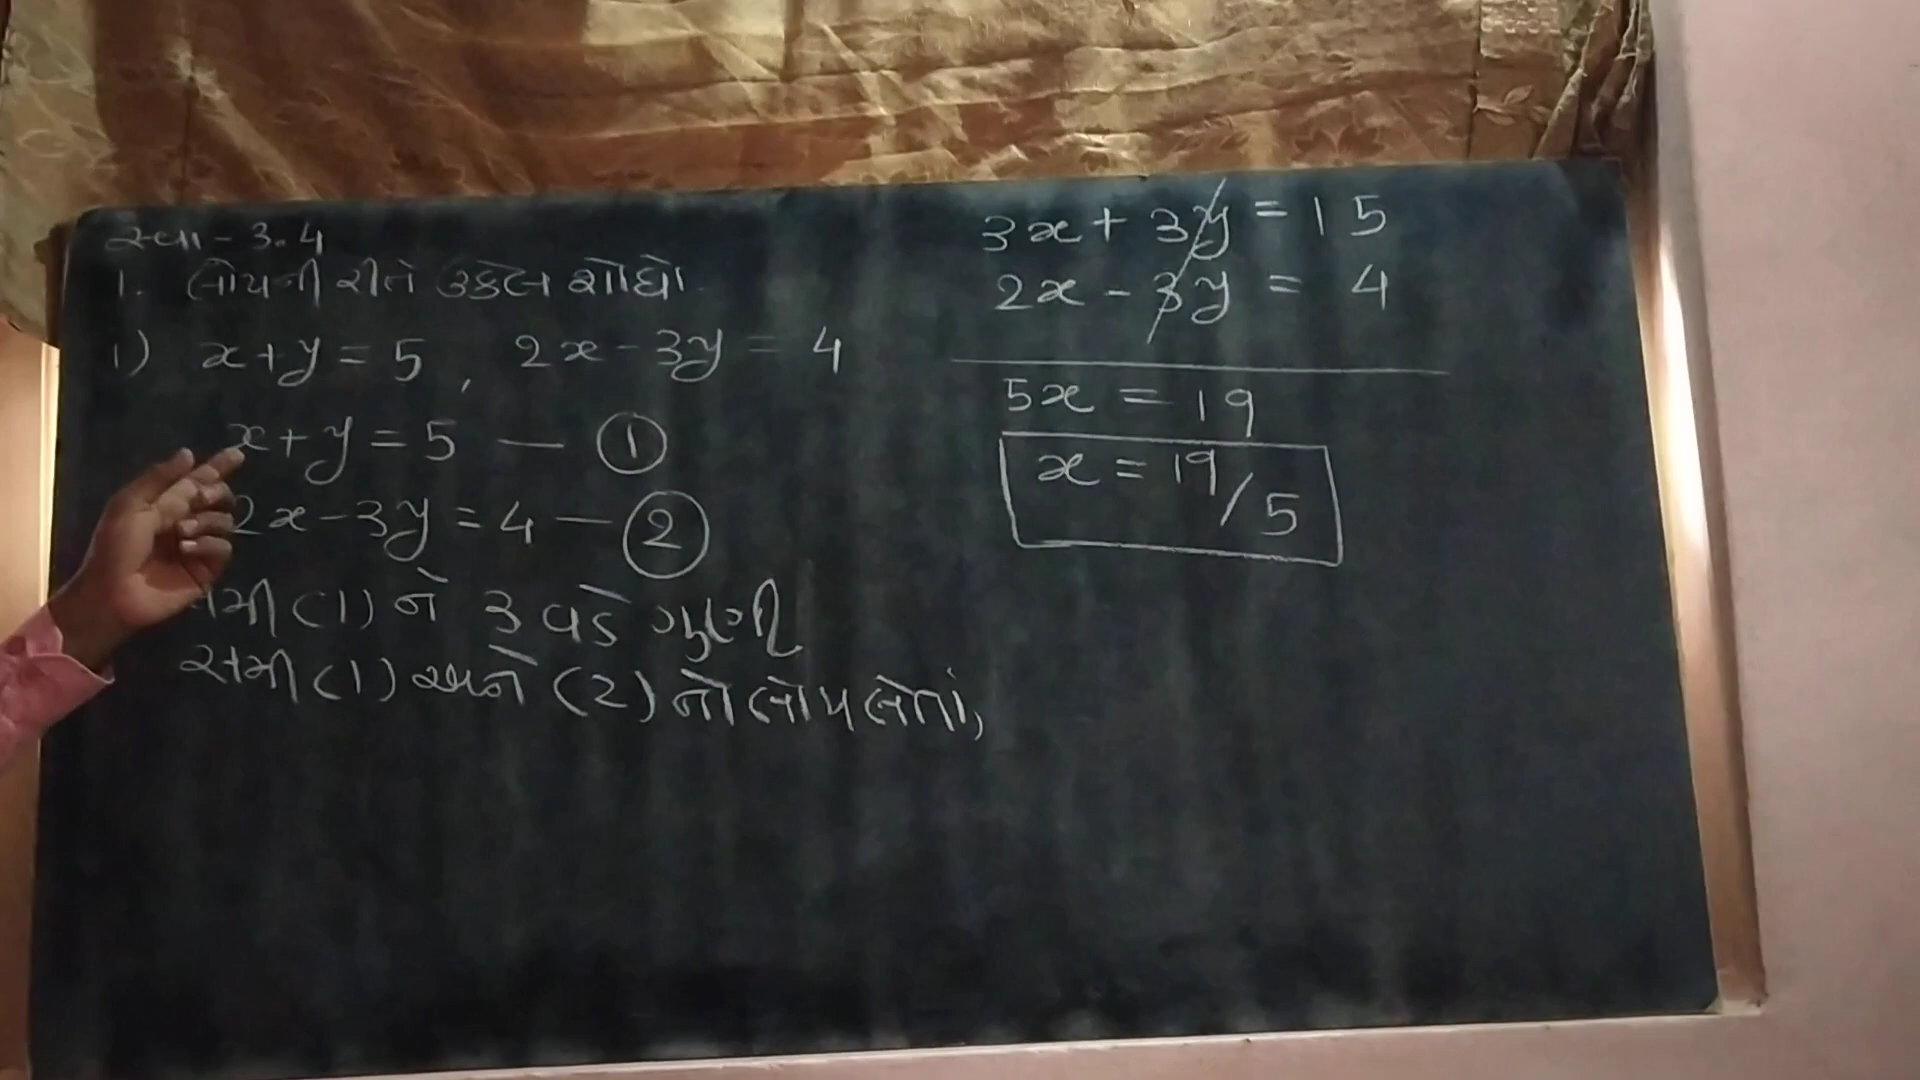 સ્વા - 3.4
1. લોપની રીતે ઉકેલ શોધો.
1) x + y = 5 , 2x - 3y = 4
x + y = 5 — ①
2x - 3y = 4 — ②
સમી (1) ને 3 વડે ગુણી
સમી (1) અને (2) નો લોપ લેતાં,
3x + 3y = 15
2x - 3y = 4
5x = 19
x = 19/5